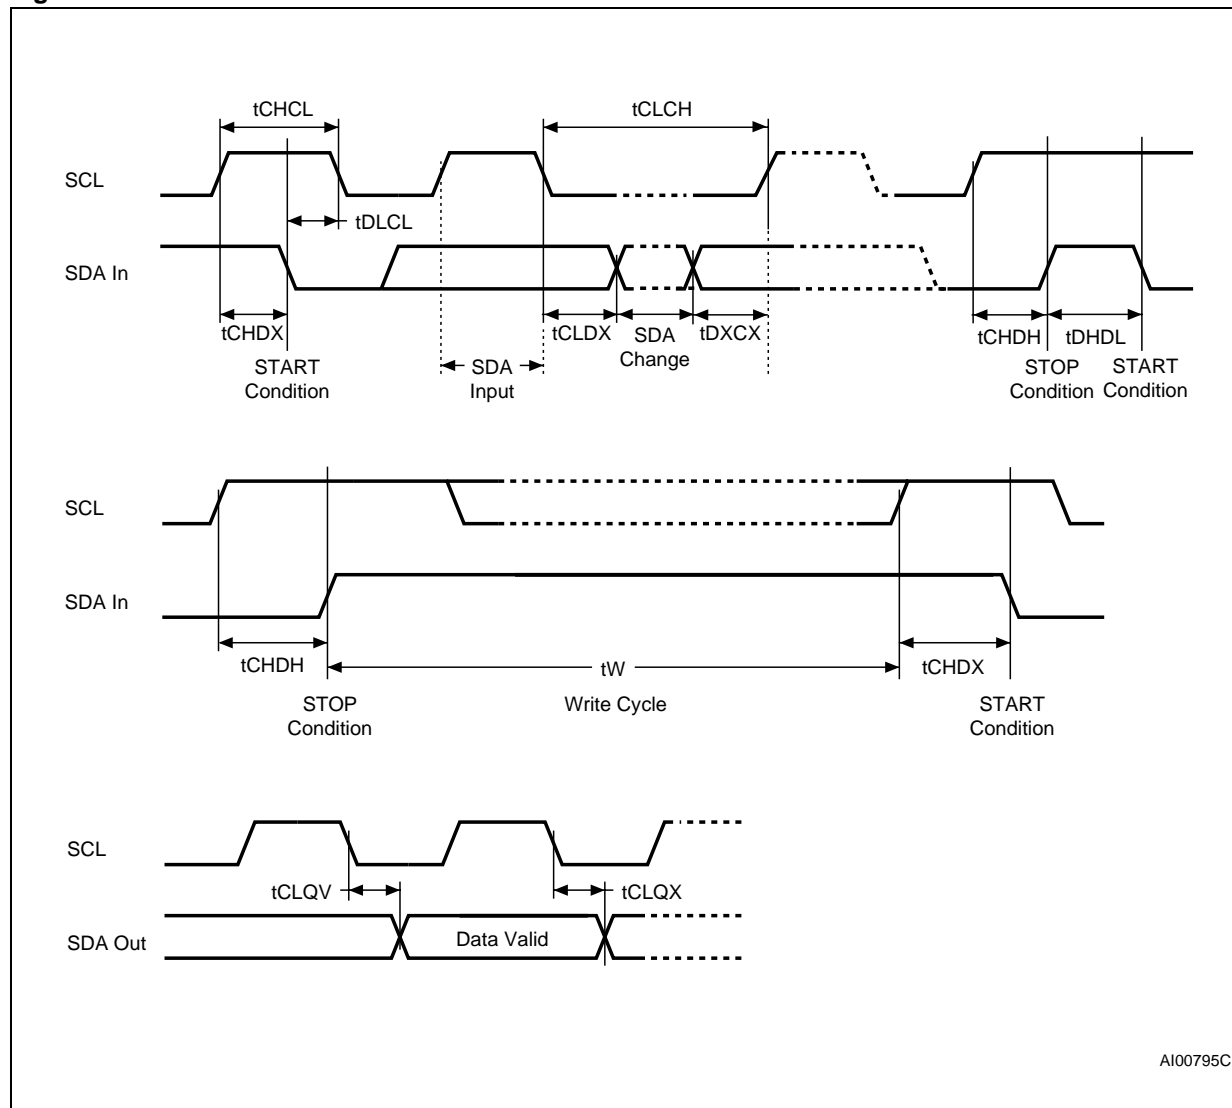 tCHCL
tCLCH
SCL
tDLCL
SDA In
tCHDX
tCLDX
SDA
Change
tDXCX
tCHDH
tDHDL
START
Condition
SDA
Input
STOP
Condition
START
Condition
SCL
SDA In
tCHDH
tW
tCHDX
STOP
Condition
Write Cycle
START
Condition
SCL
tCLQV
tCLQX
SDA Out
Data Valid
AI00795C